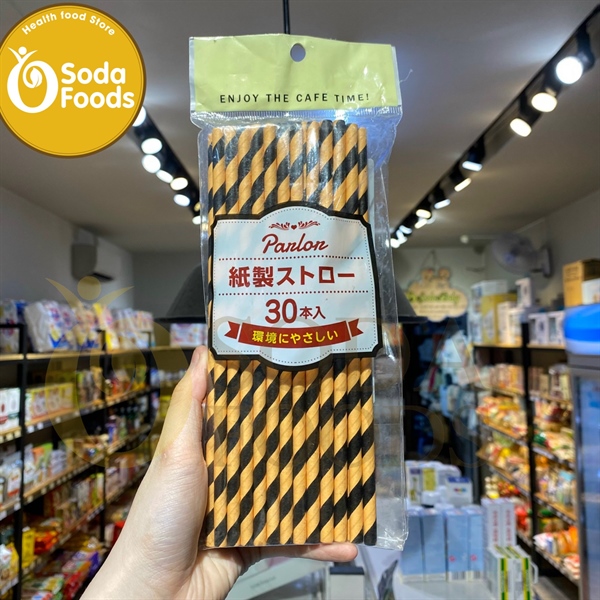 Health food Store
Soda
Foods
ENJOY THE CAFE TIME!
Parlor
紙製ストロー
30本入
環境にやさしい